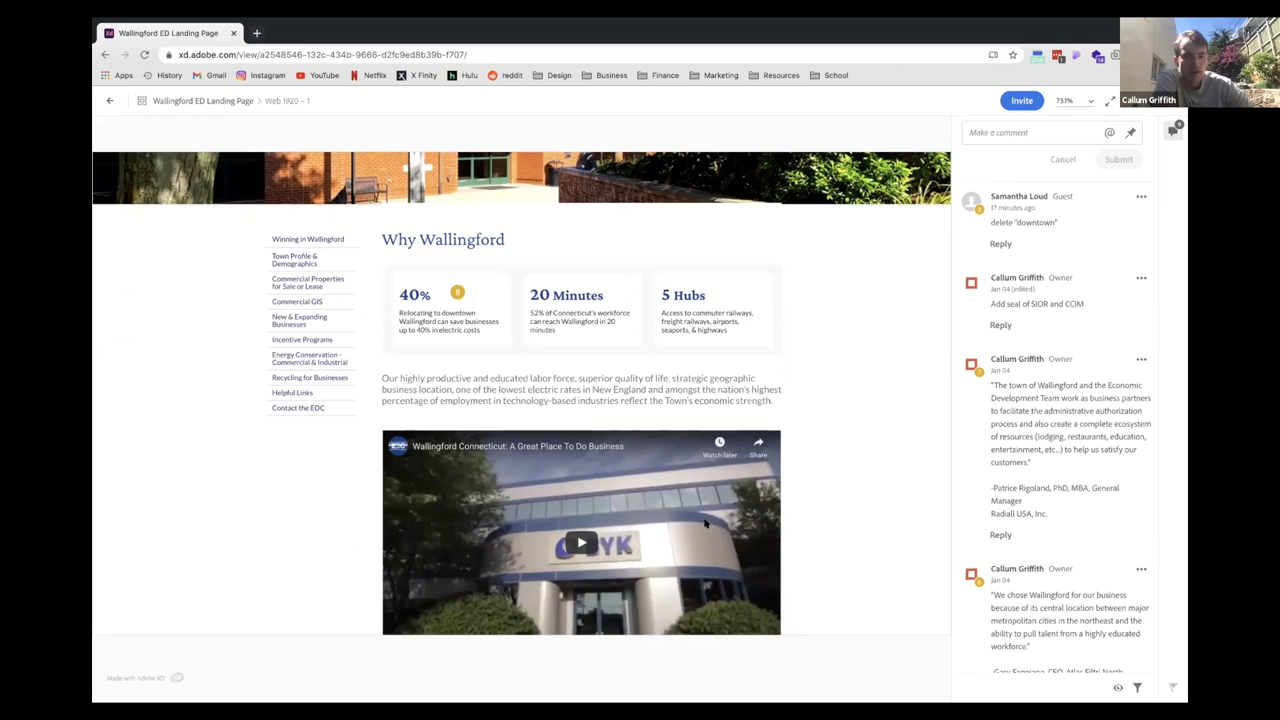 Wallingford ED Landing Page
xd.adobe.com/view/a2548546-132c-434b-9666-d2fc9ed8b39b-f707/
Apps History Gmail Instagram YouTube Netflix X Finity Hulu reddit Design Business Finance Marketing Resources School
Callum Griffith
Wallingford ED Landing Page > Web 1920 – 1
Invite
73.1%
Winning in Wallingford
Town Profile &
Demographics
Commercial Properties
for Sale or Lease
Commercial GIS
New & Expanding
Businesses
Incentive Programs
Energy Conservation -
Commercial & Industrial
Recycling for Businesses
Helpful Links
Contact the EDC
Why Wallingford
40%
8
Relocating to downtown
Wallingford can save businesses
up to 40% in electric costs
20 Minutes
52% of Connecticut's workforce
can reach Wallingford in 20
minutes
5 Hubs
Access to commuter railways,
freight railways, airports,
seaports, & highways
Our highly productive and educated labor force, superior quality of life, strategic geographic
business location, one of the lowest electric rates in New England and amongst the nation's highest
percentage of employment in technology-based industries reflect the Town's economic strength.
EDC
Wallingford Connecticut: A Great Place To Do Business
Watch later
Share
BYK
Made with Adobe XD
Make a comment
@
9
Cancel
Submit
Samantha Loud Guest
8
17 minutes ago
delete "downtown"
Reply
Callum Griffith Owner
Jan 04 (edited)
Add seal of SIOR and CCIM
Reply
Callum Griffith Owner
7
Jan 04
"The town of Wallingford and the Economic
Development Team work as business partners
to facilitate the administrative authorization
process and also create a complete ecosystem
of resources (lodging, restaurants, education,
entertainment, etc...) to help us satisfy our
customers."
-Patrice Rigoland, PhD, MBA, General
Manager
Radiall USA, Inc.
Reply
Callum Griffith Owner
6
Jan 04
"We chose Wallingford for our business
because of its central location between major
metropolitan cities in the northeast and the
ability to pull talent from a highly educated
workforce."